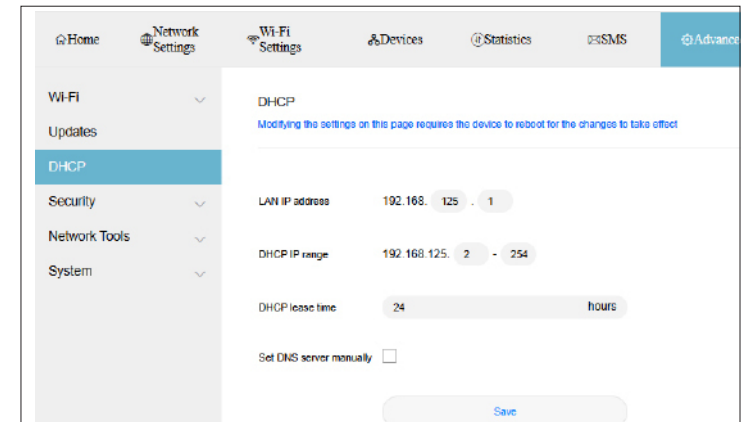 Home
Network Settings
Wi-Fi Settings
Devices
Statistics
SMS
Advance
Wi-Fi
Updates
DHCP
Security
Network Tools
System
DHCP
Modifying the settings on this page requires the device to reboot for the changes to take effect
LAN IP address 192.168. 125 . 1
DHCP IP range 192.168.125. 2 - 254
DHCP lease time 24 hours
Set DNS server manually
Save